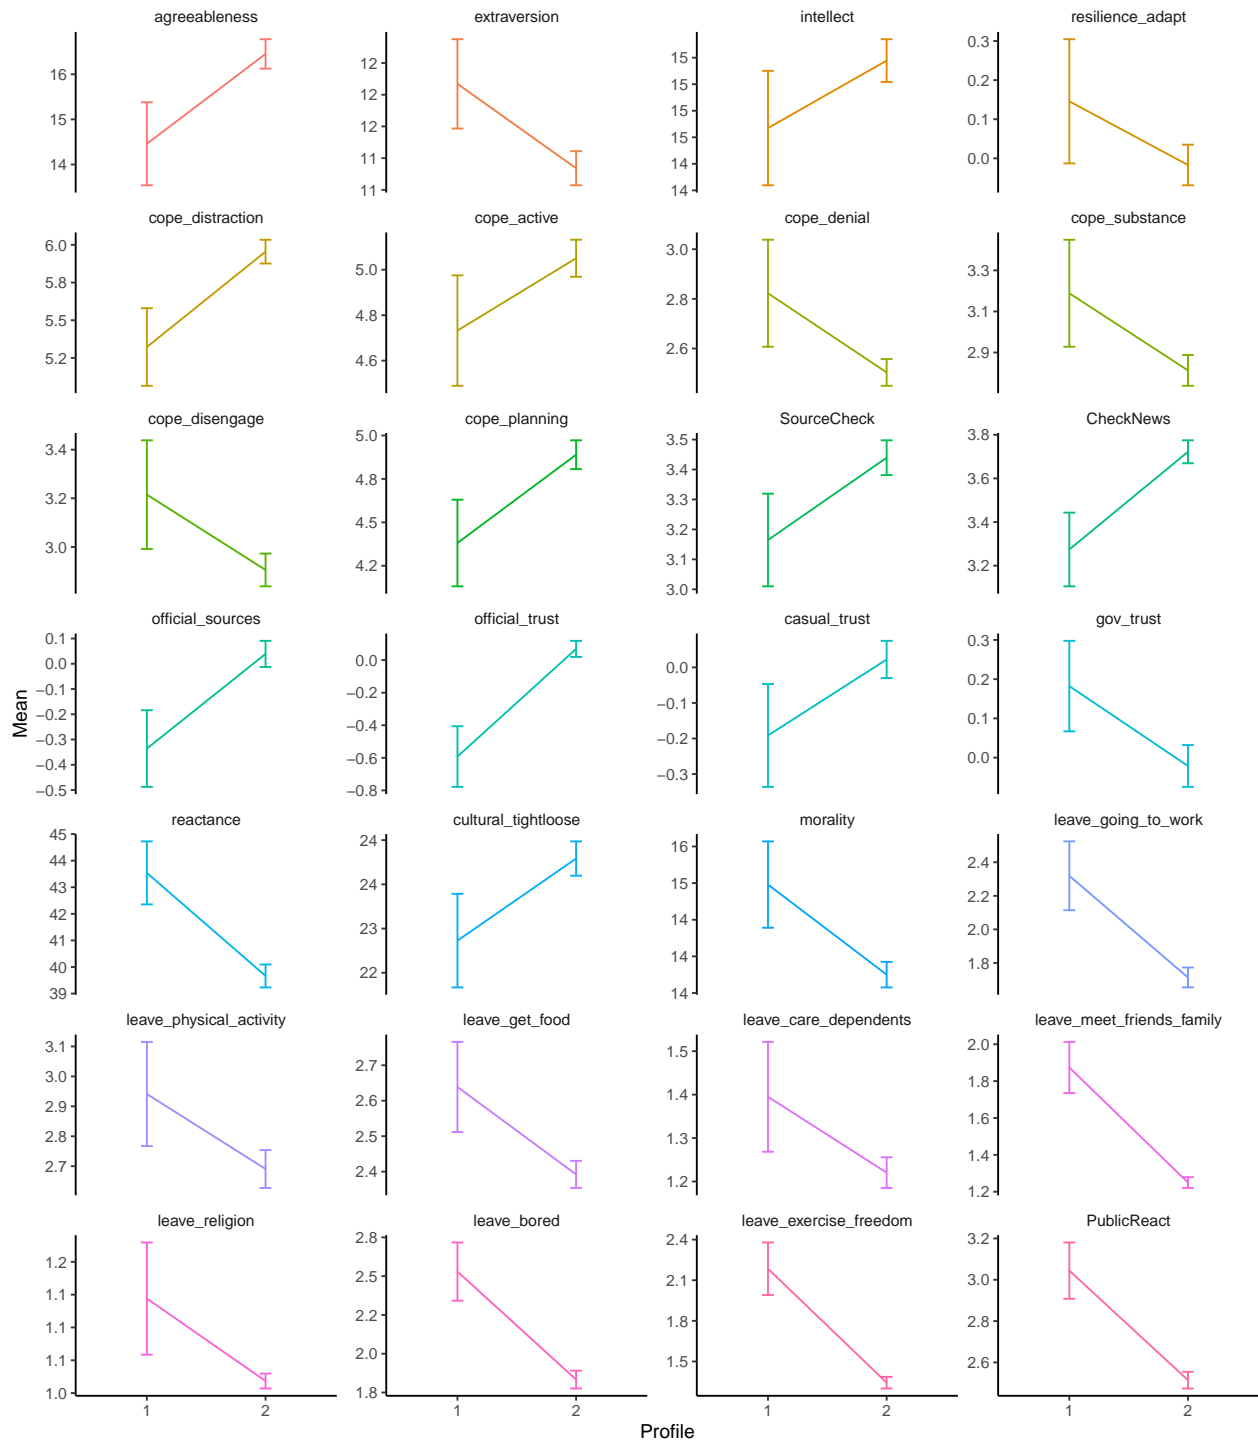 agreeableness extraversion intellect resilience_adapt
16 15 14
12 12 12 11 11
15 15 15 15 14 14
0.3 0.2 0.1 0.0
cope_distraction cope_active cope_denial cope_substance
6.0 5.8 5.5 5.2
5.0 4.8 4.6
3.0 2.8 2.6
3.3 2.9
cope_disengage cope_planning SourceCheck CheckNews
3.4 3.2 3.0
5.0 4.8 4.5 4.2
3.5 3.4 3.3 3.2 3.1 3.0
3.8 3.6 3.4 3.2
official_sources official_trust casual_trust gov_trust
0.1 0.0 −0.1 −0.2 −0.3 −0.4 −0.5
0.0 −0.2 −0.4 −0.6 −0.8
0.0 −0.1 −0.2 −0.3
0.3 0.2 0.1 0.0
Mean
reactance cultural_tightloose morality leave_going_to_work
45 43 42 41 40 39
24 24 23 22
16 15 14 14 14
2.4 2.2 2.0 1.8
leave_physical_activity leave_get_food leave_care_dependents leave_meet_friends_family
3.1 3.0 2.9 2.8 2.7
2.7 2.6 2.5 2.4
1.5 1.4 1.3 1.2
2.0 1.8 1.6 1.4 1.2
leave_religion leave_bored leave_exercise_freedom PublicReact
1.2 1.1 1.1 1.1 1.0
2.8 2.5 2.2 2.0 1.8
2.4 2.1 1.8 1.5
3.2 3.0 2.8 2.6
1 2 1 2 1 2 1 2
Profile